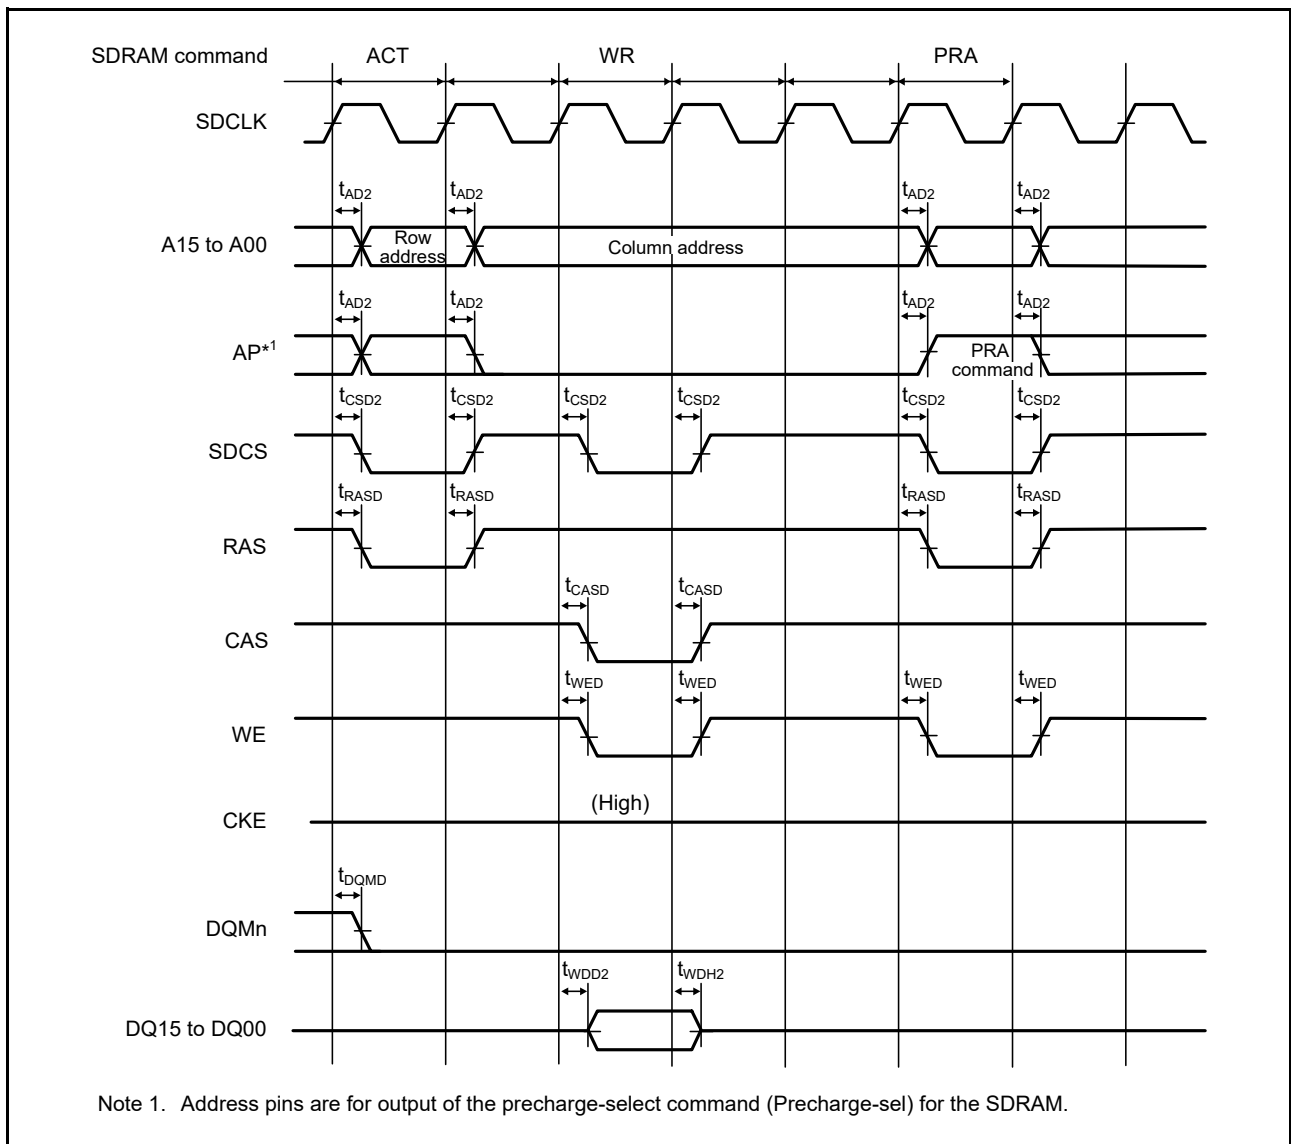 SDRAM command ACT WR PRA
SDCLK
tAD2 tAD2 tAD2 tAD2
A15 to A00 Row address Column address
tAD2 tAD2 tAD2 tAD2
AP*1 PRA command
tCSD2 tCSD2 tCSD2 tCSD2 tCSD2 tCSD2
SDCS
tRASD tRASD tRASD tRASD
RAS
tCASD tCASD
CAS
tWED tWED tWED tWED
WE
(High)
CKE
tDQMD
DQMn
tWDD2 tWDH2
DQ15 to DQ00
Note 1. Address pins are for output of the precharge-select command (Precharge-sel) for the SDRAM.